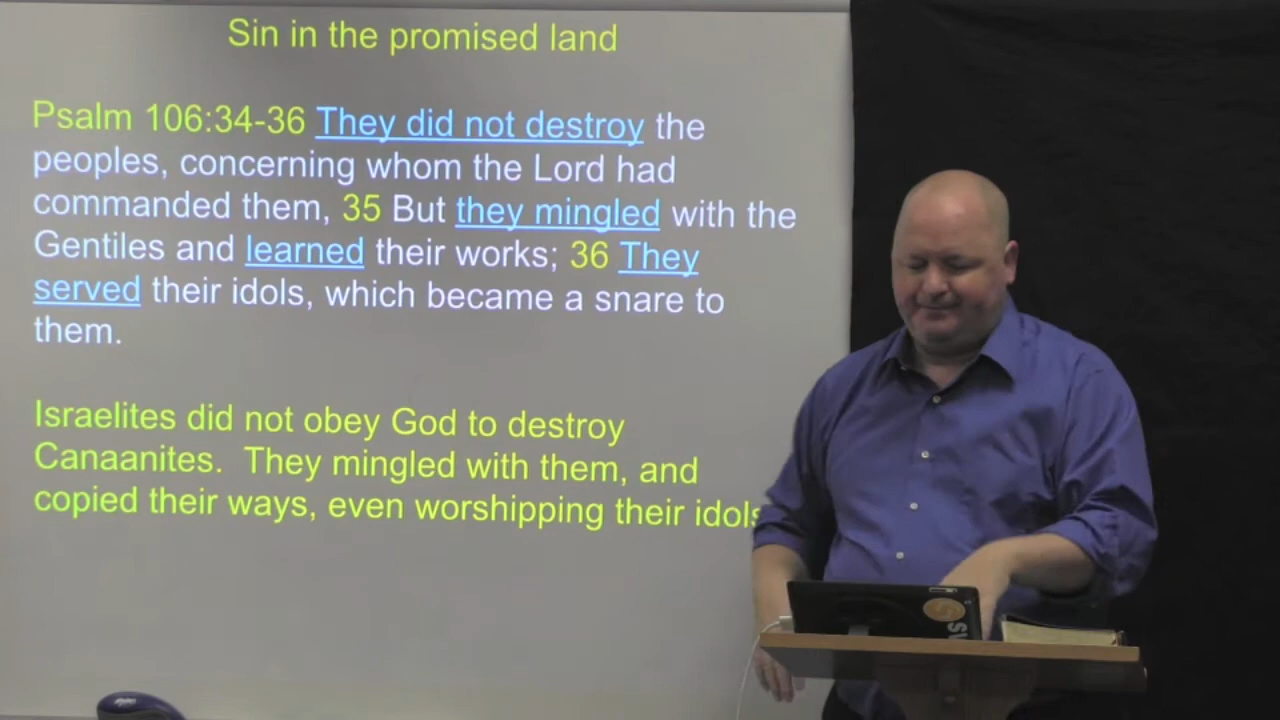 Sin in the promised land
Psalm 106:34-36 They did not destroy the
peoples, concerning whom the Lord had
commanded them, 35 But they mingled with the
Gentiles and learned their works; 36 They
served their idols, which became a snare to
them.
Israelites did not obey God to destroy
Canaanites. They mingled with them, and
copied their ways, even worshipping their idols